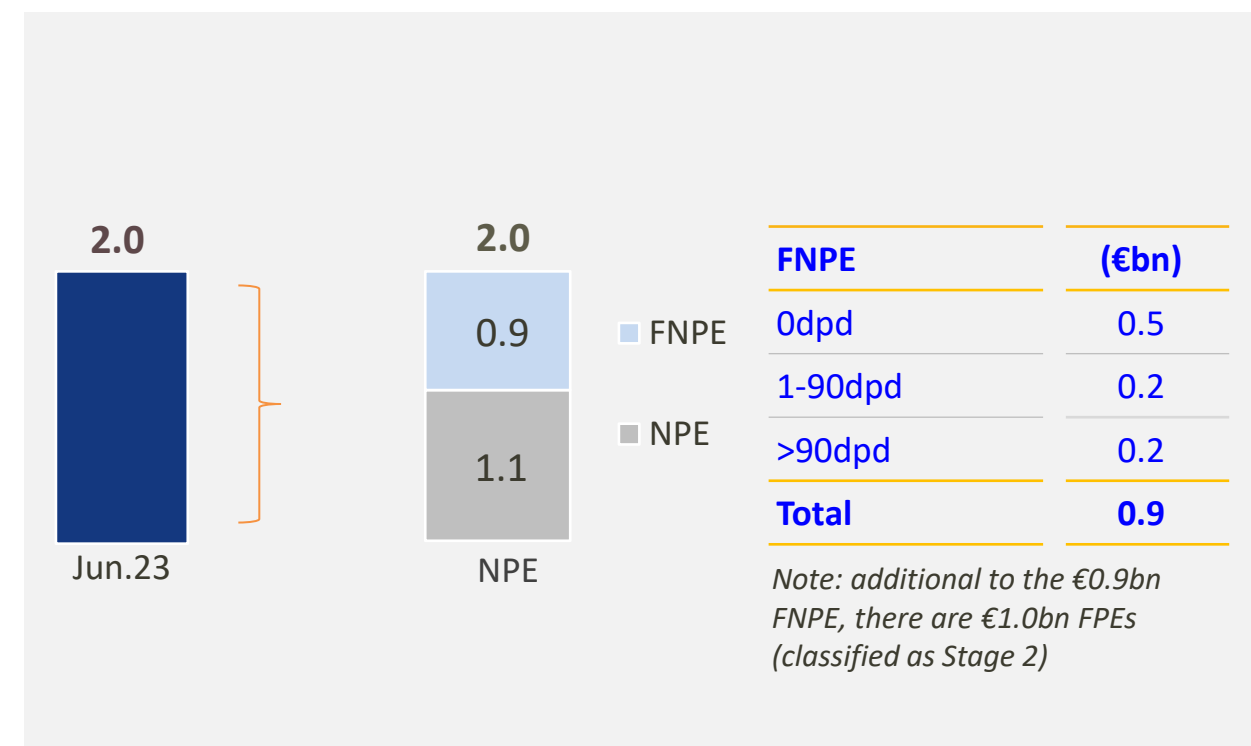 2.0
Jun.23
2.0
0.9
1.1
NPE
FNPE
NPE
FNPE (€bn)
0dpd 0.5
1-90dpd 0.2
>90dpd 0.2
Total 0.9
Note: additional to the €0.9bn
FNPE, there are €1.0bn FPEs
(classified as Stage 2)